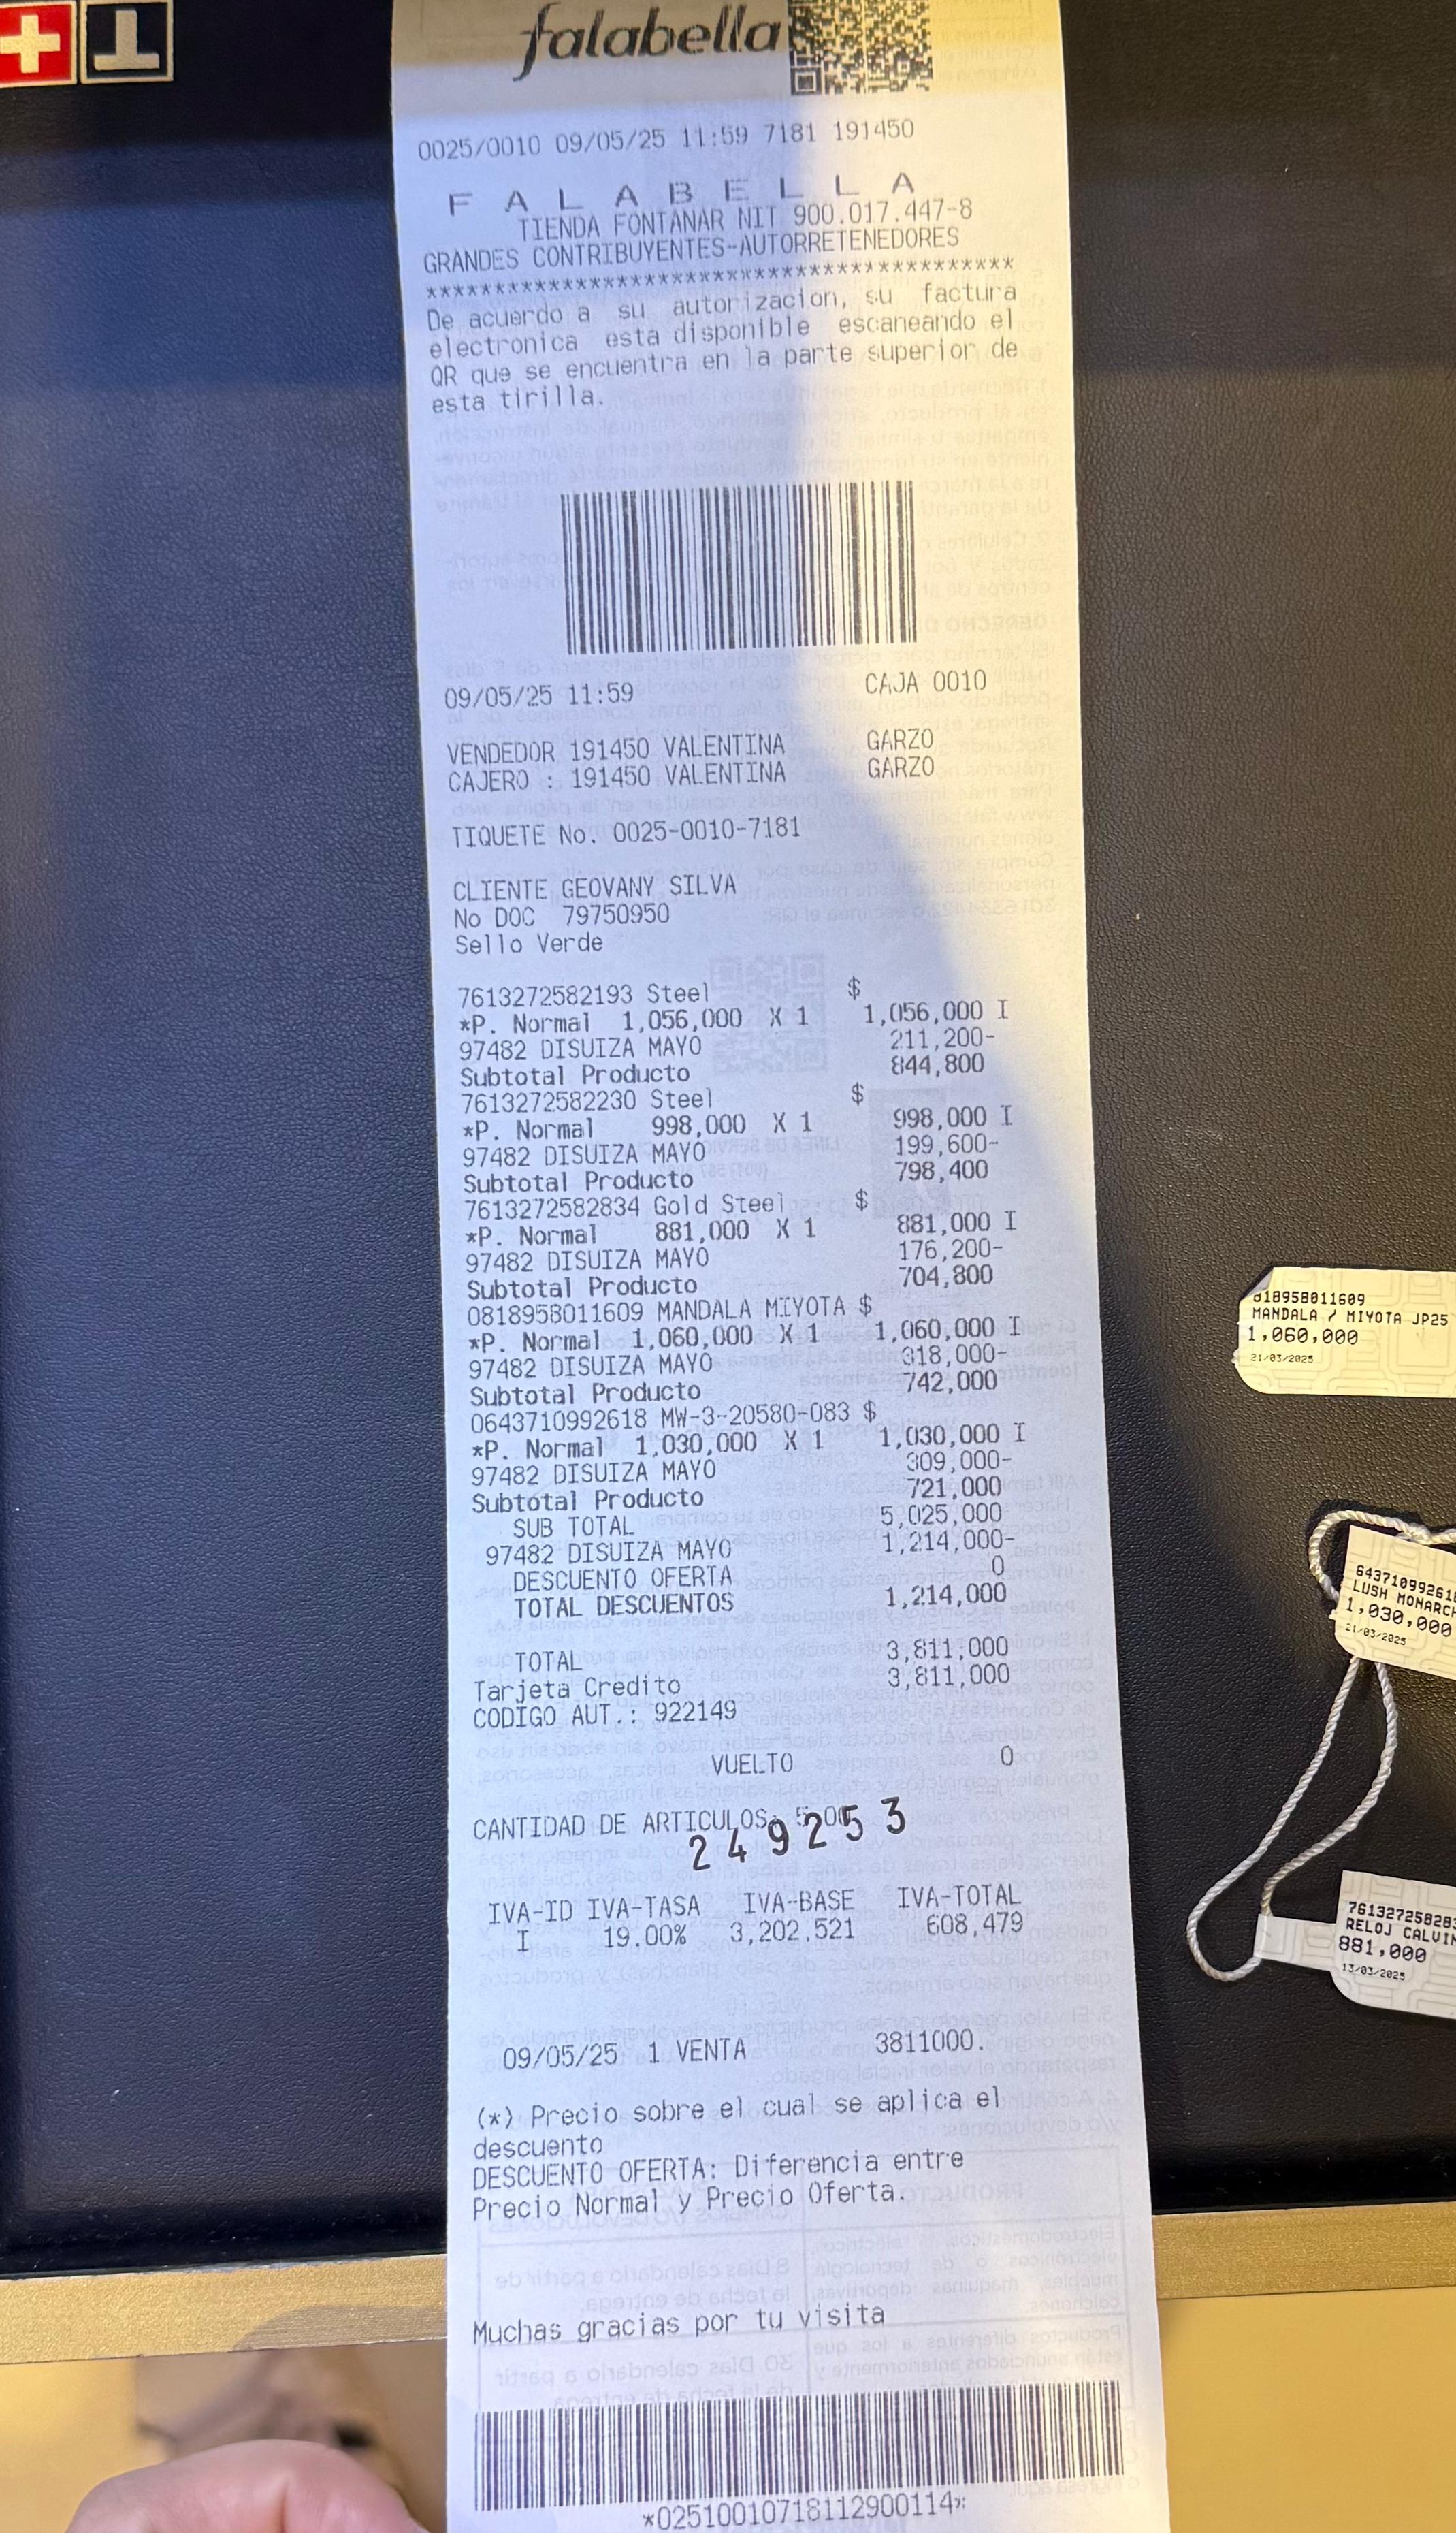 falabella
0025/0010 09/05/25 11:59 7181 191450
F A L A B E L L A
TIENDA FONTANAR NIT 900.017.447-8
GRANDES CONTRIBUYENTES-AUTORRETENEDORES
*******************************************
De acuerdo a su autorizacion, su factura
electronica esta disponible escaneando el
QR que se encuentra en la parte superior de
esta tirilla.
09/05/25 11:59 CAJA 0010
VENDEDOR 191450 VALENTINA GARZO
CAJERO : 191450 VALENTINA GARZO
TIQUETE No. 0025-0010-7181
CLIENTE GEOVANY SILVA
No DOC 79750950
Sello Verde
7613272582193 Steel $
*P. Normal 1,056,000 X 1 1,056,000 I
97482 DISUIZA MAYO 211,200-
Subtotal Producto 844,800
7613272582230 Steel $
*P. Normal 998,000 X 1 998,000 I
97482 DISUIZA MAYO 199,600-
Subtotal Producto 798,400
7613272582834 Gold Steel $
*P. Normal 881,000 X 1 881,000 I
97482 DISUIZA MAYO 176,200-
Subtotal Producto 704,800
0818958011609 MANDALA MIYOTA $
*P. Normal 1,060,000 X 1 1,060,000 I
97482 DISUIZA MAYO 318,000-
Subtotal Producto 742,000
0643710992618 MW-3-20580-083 $
*P. Normal 1,030,000 X 1 1,030,000 I
97482 DISUIZA MAYO 309,000-
Subtotal Producto 721,000
SUB TOTAL 5,025,000
97482 DISUIZA MAYO 1,214,000-
DESCUENTO OFERTA 0
TOTAL DESCUENTOS 1,214,000
TOTAL 3,811,000
Tarjeta Credito 3,811,000
CODIGO AUT.: 922149
VUELTO 0
CANTIDAD DE ARTICULOS:
249253
IVA-ID IVA-TASA IVA-BASE IVA-TOTAL
I 19.00% 3,202,521 608,479
09/05/25 1 VENTA 3811000.
(*) Precio sobre el cual se aplica el
descuento
DESCUENTO OFERTA: Diferencia entre
Precio Normal y Precio Oferta.
Muchas gracias por tu visita
*02510010718112900114*
818958011609
MANDALA / MIYOTA JP25
1,060,000
21/03/2025
LUSH MONARCH
1,030,000
21/03/2025
RELOJ
881,000
13/03/2025